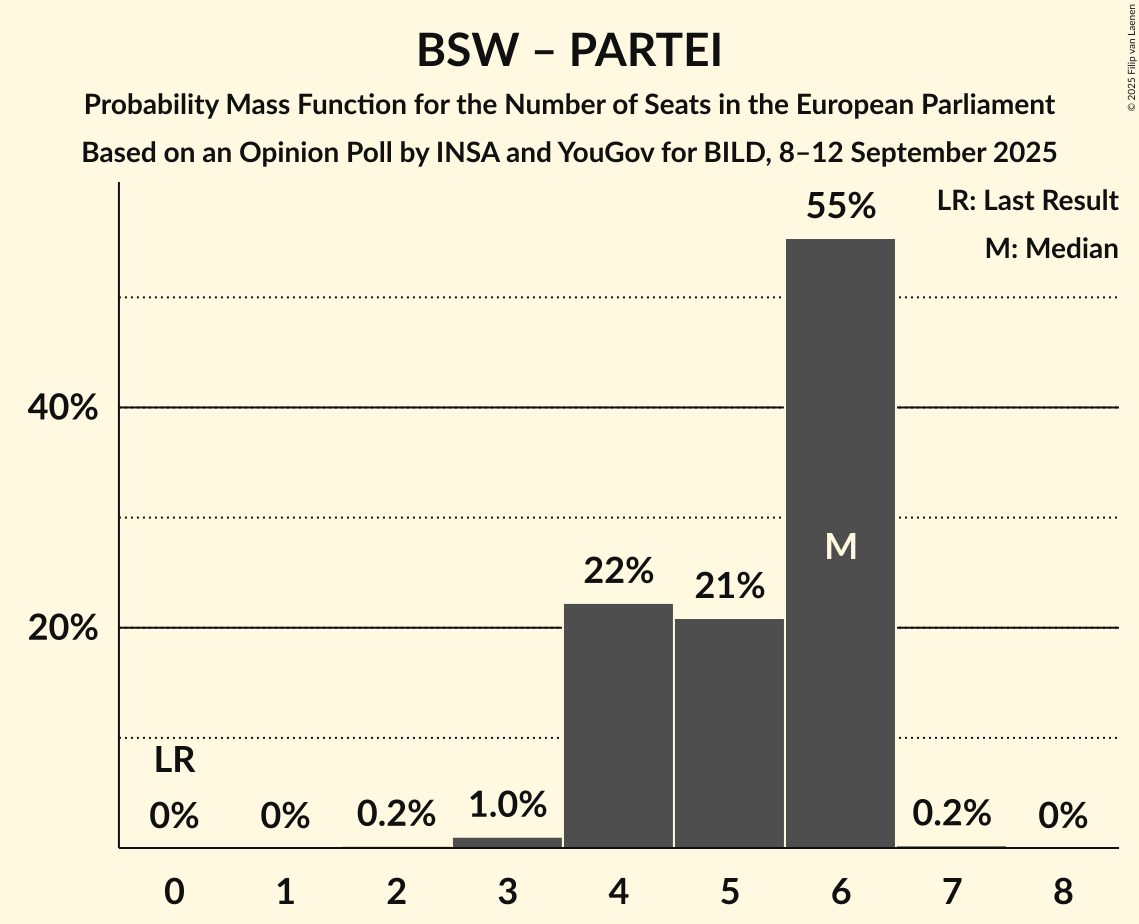 BSW – PARTEI
Probability Mass Function for the Number of Seats in the European Parliament
Based on an Opinion Poll by INSA and YouGov for BILD, 8–12 September 2025
© 2025 Filip van Laenen
LR: Last Result
M: Median
55%
40%
M
22%
21%
20%
LR
0%
0%
0.2%
1.0%
0.2%
0%
0 1 2 3 4 5 6 7 8